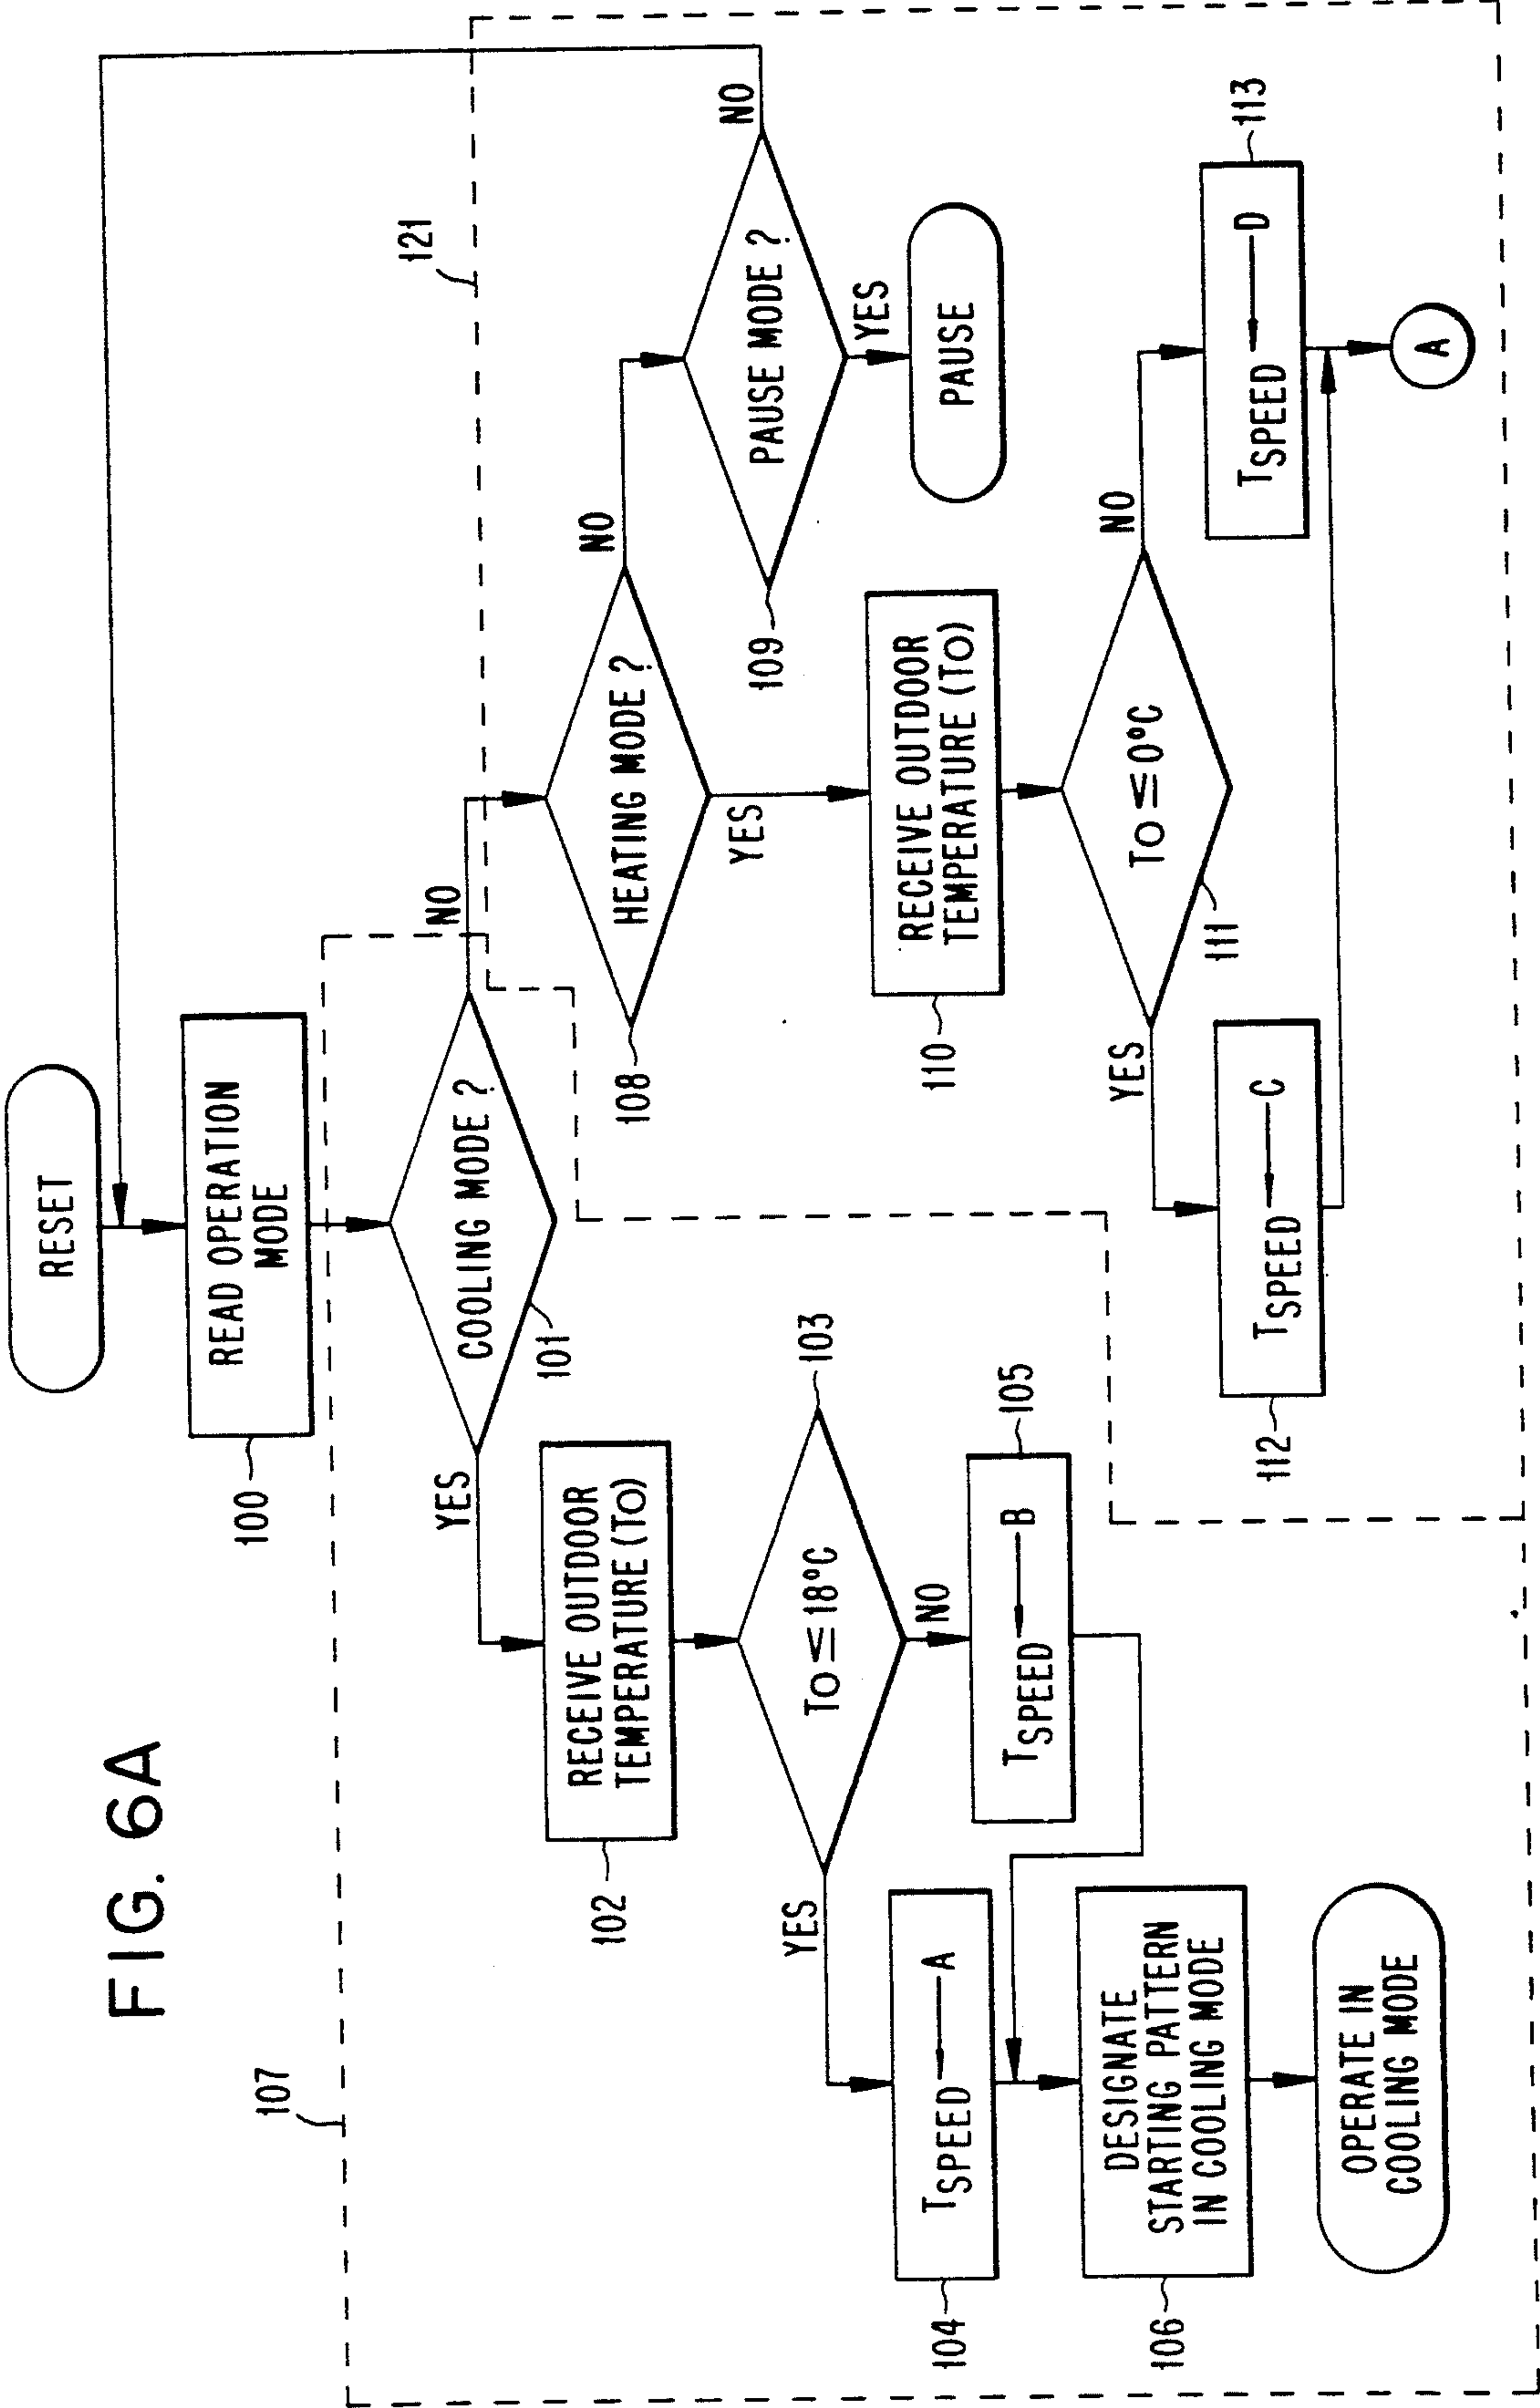 FIG. 6A
RESET
READ OPERATION
MODE
100
COOLING MODE ?
101
YES
NO
107
121
RECEIVE OUTDOOR
TEMPERATURE (TO)
102
TO ≦ 18°C
103
YES
NO
TSPEED ← A
104
TSPEED ← B
105
DESIGNATE
STARTING PATTERN
IN COOLING MODE
106
OPERATE IN
COOLING MODE
HEATING MODE ?
108
NO
YES
PAUSE MODE ?
109
NO
YES
PAUSE
RECEIVE OUTDOOR
TEMPERATURE (TO)
110
TO ≦ 0°C
111
YES
NO
TSPEED ← C
112
TSPEED ← D
113
A